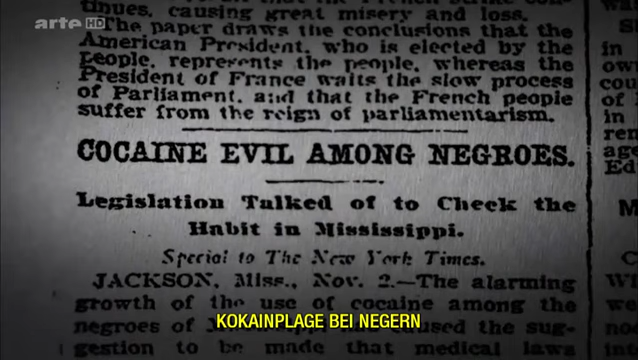 tinues, causing great misery and loss.
The paper draws the conclusions that the
American President, who is elected by the
people, represents the people, whereas the
President of France waits the slow process
of Parliament, and that the French people
suffer from the reign of parliamentarism.
COCAINE EVIL AMONG NEGROES.
Legislation Talked of to Check the
Habit in Mississippi.
Special to The New York Times.
JACKSON, Miss., Nov. 2.—The alarming
growth of the use of cocaine among the
negroes of caused the sug-
gestion to be made that medical laws
arte HD
KOKAINPLAGE BEI NEGERN